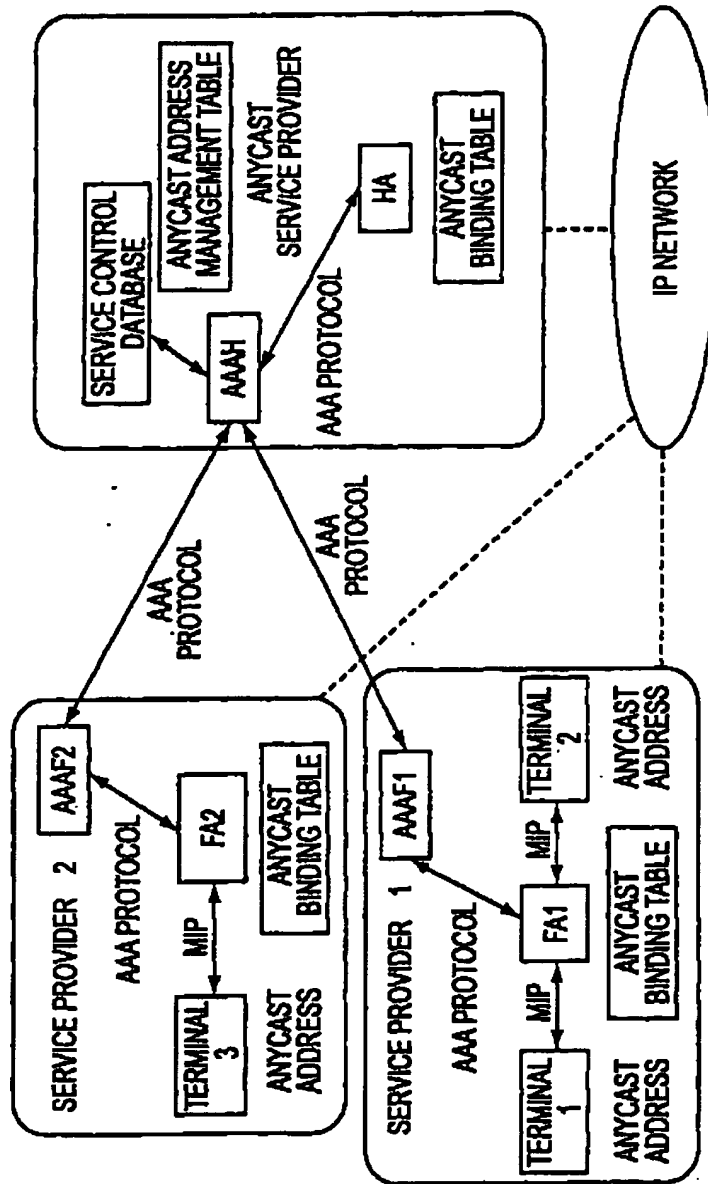 SERVICE PROVIDER 2
AAAF2
AAA PROTOCOL
FA2
MIP
TERMINAL
3
ANYCAST
ADDRESS
ANYCAST
BINDING TABLE
AAA
PROTOCOL
SERVICE CONTROL
DATABASE
ANYCAST ADDRESS
MANAGEMENT TABLE
AAAH
ANYCAST
SERVICE PROVIDER
AAA PROTOCOL
HA
ANYCAST
BINDING TABLE
AAA
PROTOCOL
SERVICE PROVIDER 1
AAAF1
AAA PROTOCOL
TERMINAL
1
MIP
FA1
MIP
TERMINAL
2
ANYCAST
ADDRESS
ANYCAST
BINDING TABLE
ANYCAST
ADDRESS
IP NETWORK